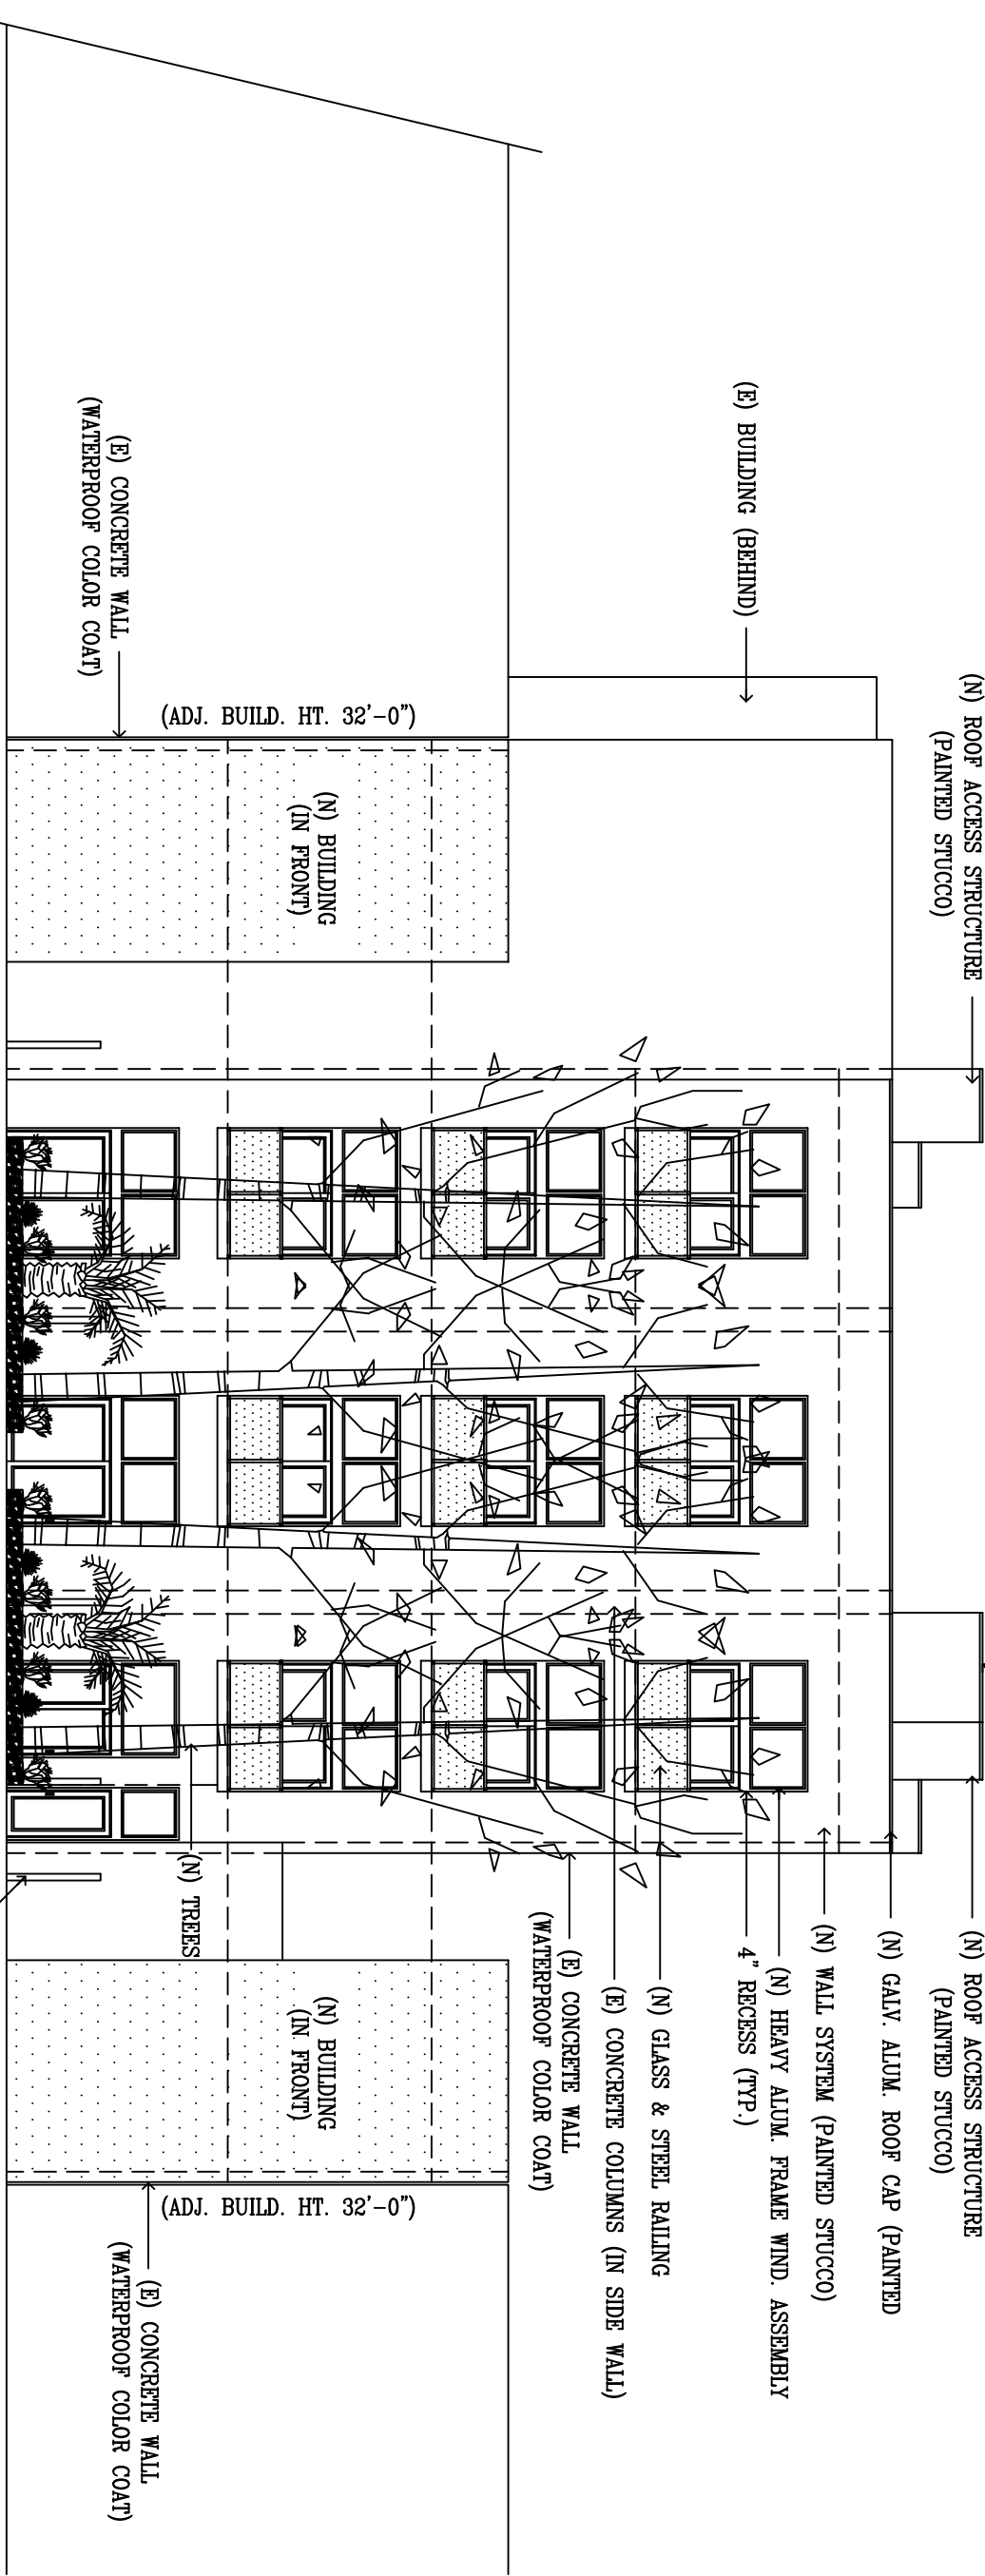 (N) ROOF ACCESS STRUCTURE
(PAINTED STUCCO)
(E) BUILDING (BEHIND)
(E) CONCRETE WALL
(WATERPROOF COLOR COAT)
(ADJ. BUILD. HT. 32'-0")
(N) BUILDING
(IN FRONT)
(N) ROOF ACCESS STRUCTURE
(PAINTED STUCCO)
(N) GALV. ALUM. ROOF CAP (PAINTED
(N) WALL SYSTEM (PAINTED STUCCO)
(N) HEAVY ALUM. FRAME WIND. ASSEMBLY
4" RECESS (TYP.)
(N) GLASS & STEEL RAILING
(E) CONCRETE COLUMNS (IN SIDE WALL)
(E) CONCRETE WALL
(WATERPROOF COLOR COAT)
(N) TREES
(N) BUILDING
(IN FRONT)
(ADJ. BUILD. HT. 32'-0")
(E) CONCRETE WALL
(WATERPROOF COLOR COAT)